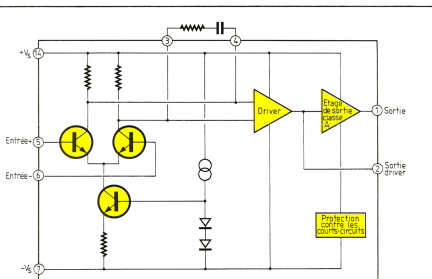 3
4
+Vs
14
Driver
Etage
de sortie
classe
A
1
Sortie
Entrée+
5
2
Sortie
driver
Entrée-
6
Protection
contre les
courts-circuits
-Vs
7